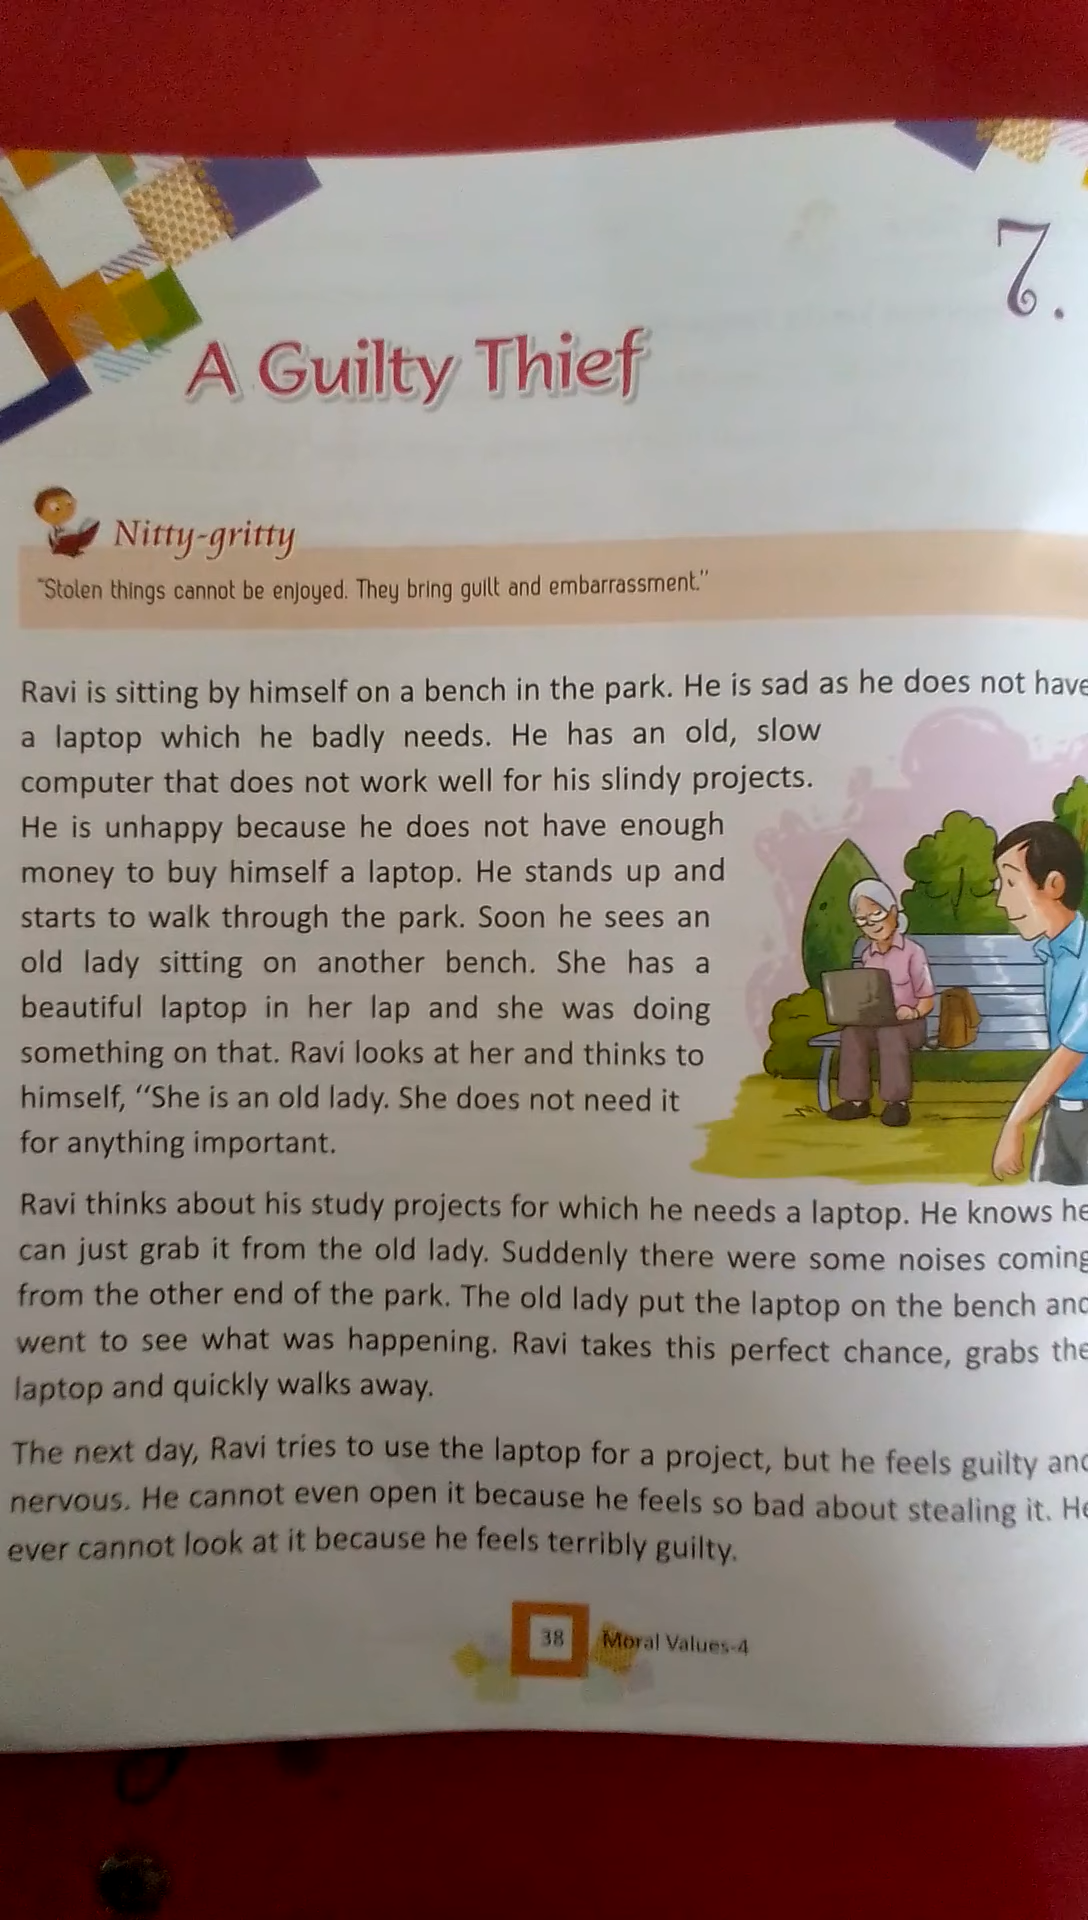 7.
A Guilty Thief
Nitty-gritty
"Stolen things cannot be enjoyed. They bring guilt and embarrassment."
Ravi is sitting by himself on a bench in the park. He is sad as he does not have
a laptop which he badly needs. He has an old, slow
computer that does not work well for his slindy projects.
He is unhappy because he does not have enough
money to buy himself a laptop. He stands up and
starts to walk through the park. Soon he sees an
old lady sitting on another bench. She has a
beautiful laptop in her lap and she was doing
something on that. Ravi looks at her and thinks to
himself, “She is an old lady. She does not need it
for anything important.
Ravi thinks about his study projects for which he needs a laptop. He knows he
can just grab it from the old lady. Suddenly there were some noises coming
from the other end of the park. The old lady put the laptop on the bench and
went to see what was happening. Ravi takes this perfect chance, grabs the
laptop and quickly walks away.
The next day, Ravi tries to use the laptop for a project, but he feels guilty and
nervous. He cannot even open it because he feels so bad about stealing it. He
ever cannot look at it because he feels terribly guilty.
38 Moral Values-4